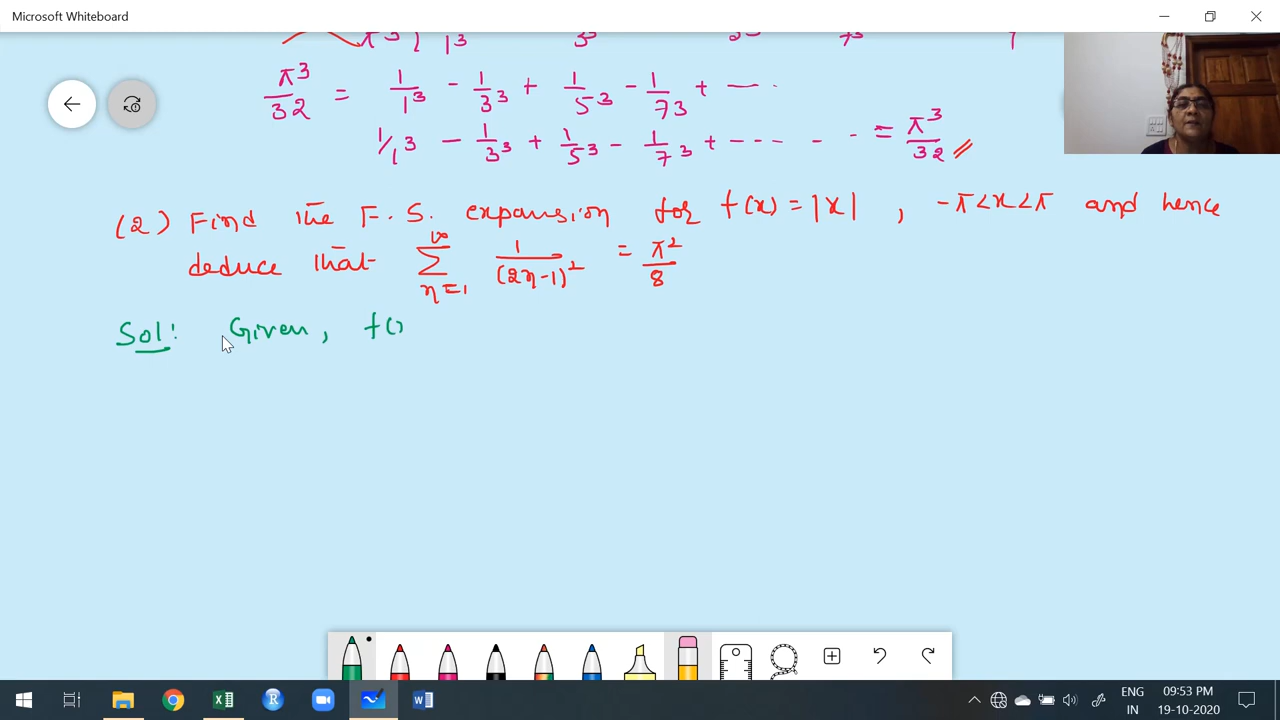 Microsoft Whiteboard
π³/32 = 1/1³ - 1/3³ + 1/5³ - 1/7³ + — · ·
1/1³ - 1/3³ + 1/5³ - 1/7³ + - - - - - · = π³/32 //
(2) Find the F.S. expansion for f(x) = |x| , -π<x<π and hence
deduce that ∑ n=1 ∞ 1/(2n-1)² = π²/8
Sol: Given, f(
ENG
IN
09:53 PM
19-10-2020